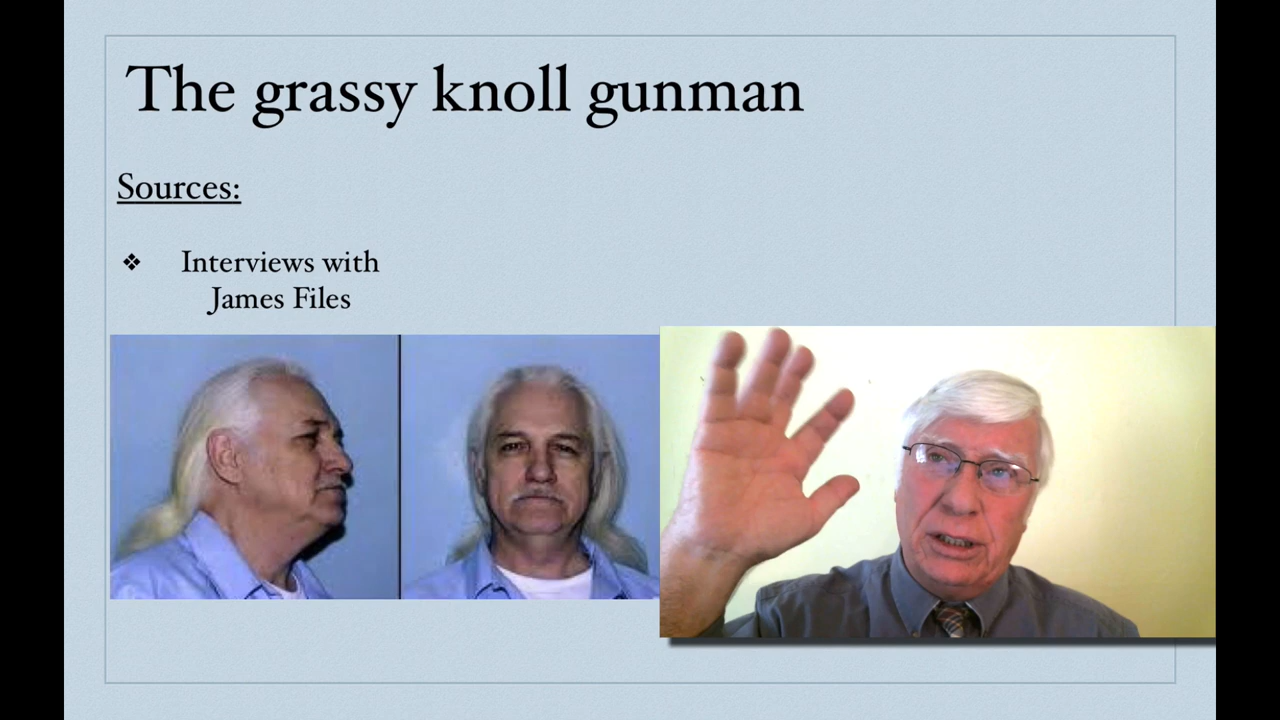 The grassy knoll gunman
Sources:
❖ Interviews with
James Files